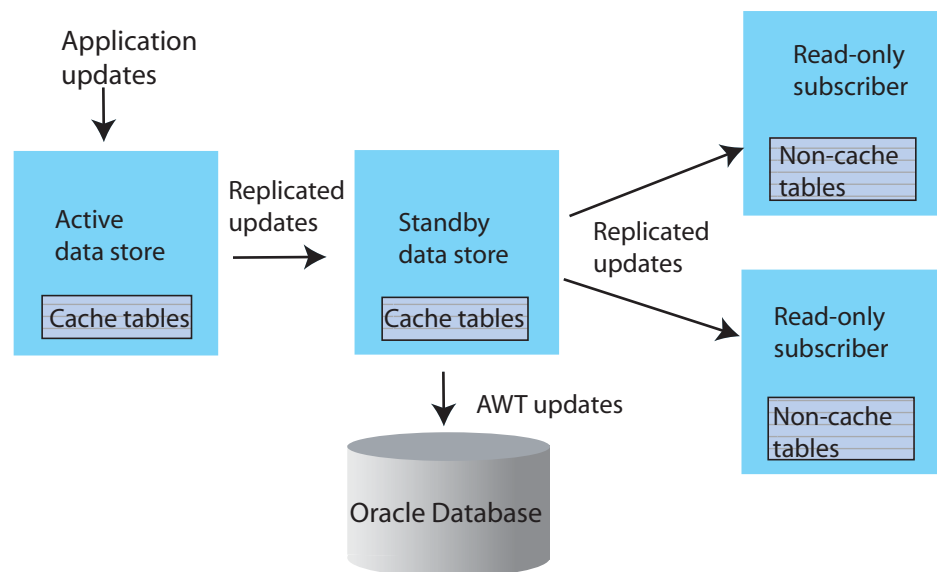 Application
updates
Active
data store
Cache tables
Replicated
updates
Standby
data store
Cache tables
AWT updates
Oracle Database
Replicated
updates
Read-only
subscriber
Non-cache
tables
Read-only
subscriber
Non-cache
tables